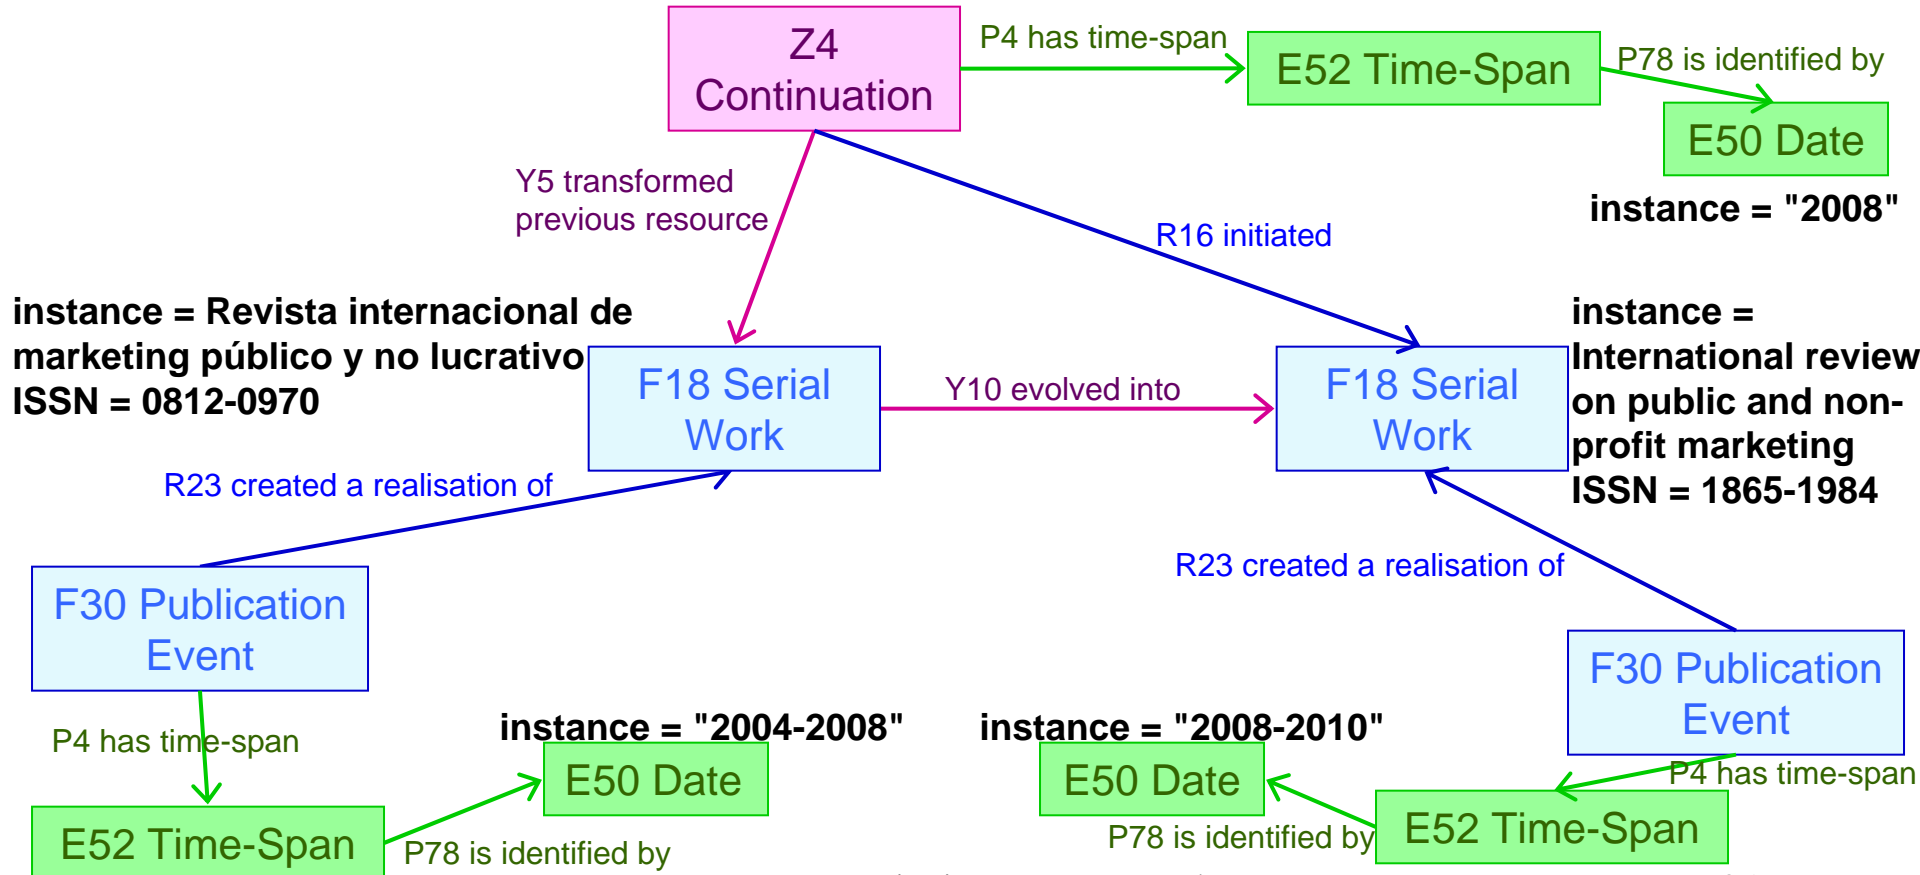 Z4
Continuation
P4 has time-span
E52 Time-Span
P78 is identified by
E50 Date
instance = "2008"
Y5 transformed
previous resource
R16 initiated
instance = Revista internacional de
marketing público y no lucrativo
ISSN = 0812-0970
F18 Serial
Work
Y10 evolved into
F18 Serial
Work
instance =
International review
on public and non-
profit marketing
ISSN = 1865-1984
R23 created a realisation of
R23 created a realisation of
F30 Publication
Event
F30 Publication
Event
P4 has time-span
instance = "2004-2008"
E50 Date
instance = "2008-2010"
E50 Date
P4 has time-span
E52 Time-Span
P78 is identified by
P78 is identified by
E52 Time-Span